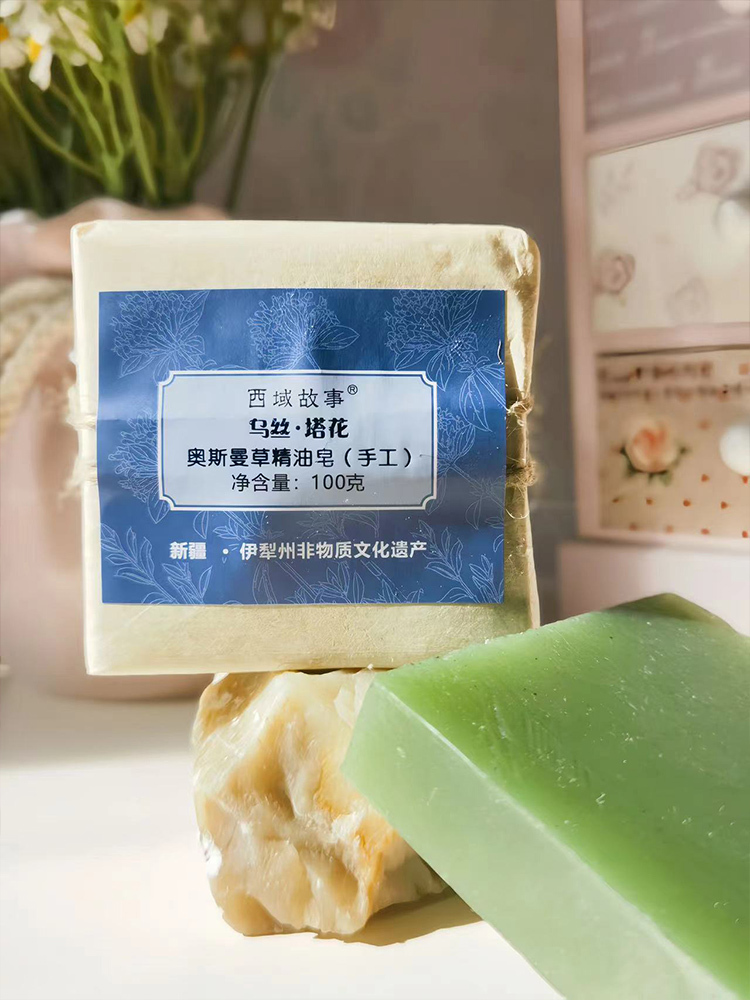 西域故事®
乌丝·塔花
奥斯曼草精油皂（手工）
净含量：100克
新疆 · 伊犁州非物质文化遗产